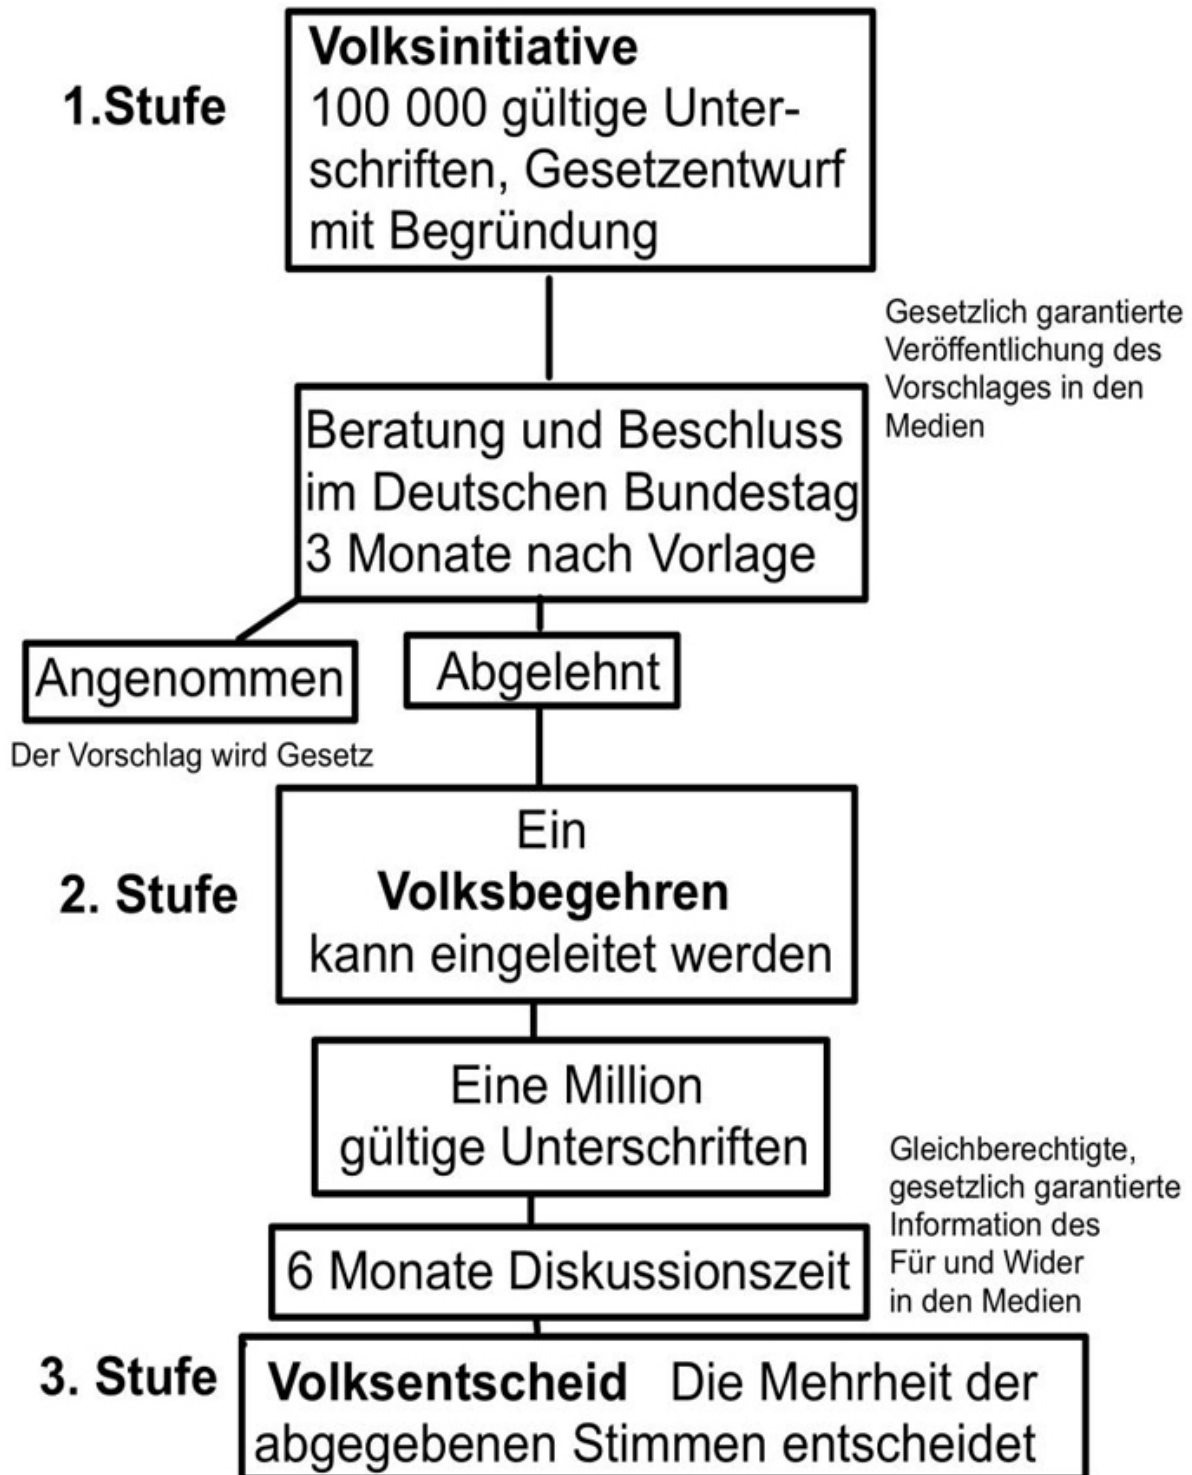 1.Stufe
Volksinitiative
100 000 gültige Unter-
schriften, Gesetzentwurf
mit Begründung
Gesetzlich garantierte
Veröffentlichung des
Vorschlages in den
Medien
Beratung und Beschluss
im Deutschen Bundestag
3 Monate nach Vorlage
Angenommen
Abgelehnt
Der Vorschlag wird Gesetz
2. Stufe
Ein
Volksbegehren
kann eingeleitet werden
Eine Million
gültige Unterschriften
Gleichberechtigte,
gesetzlich garantierte
Information des
Für und Wider
in den Medien
6 Monate Diskussionszeit
3. Stufe
Volksentscheid Die Mehrheit der
abgegebenen Stimmen entscheidet